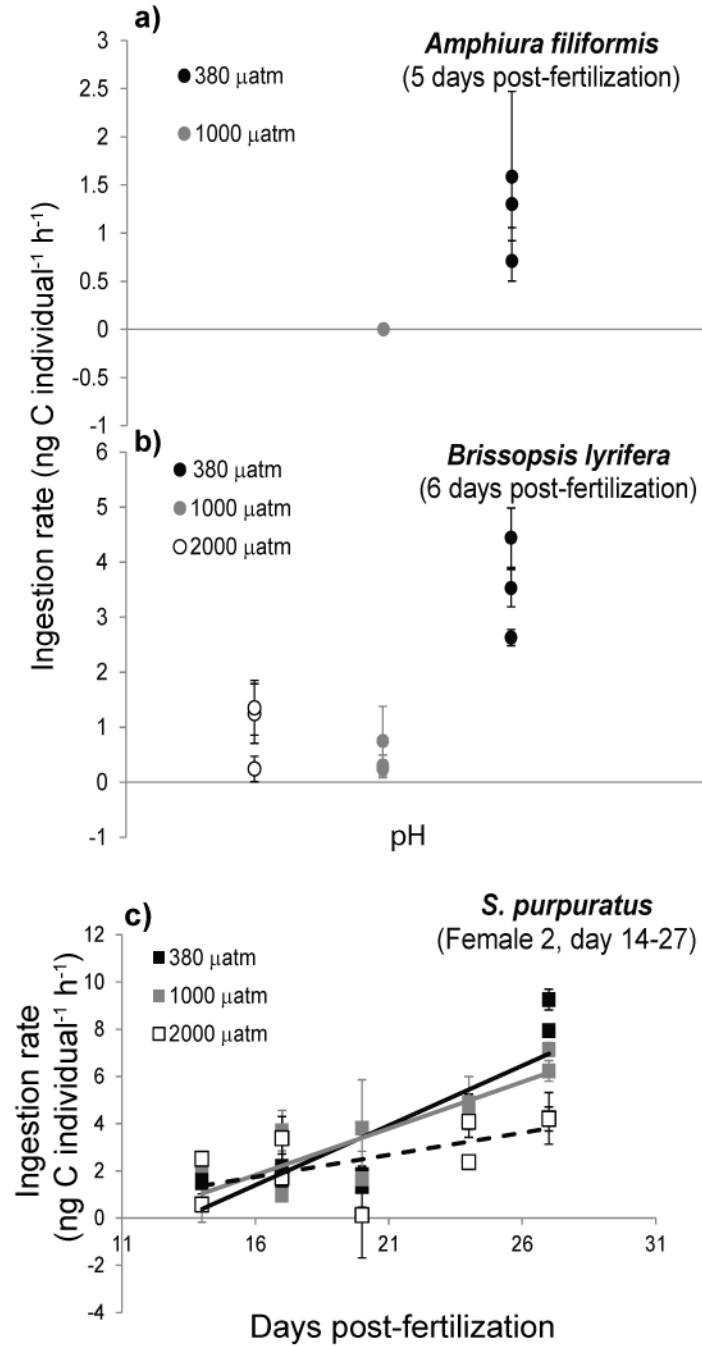 a)
Amphiura filiformis
(5 days post-fertilization)
380 µatm
1000 µatm
3
2.5
2
1.5
1
0.5
0
-0.5
-1
Ingestion rate (ng C individual⁻¹ h⁻¹)
b)
Brissopsis lyrifera
(6 days post-fertilization)
380 µatm
1000 µatm
2000 µatm
6
5
4
3
2
1
0
-1
pH
c)
S. purpuratus
(Female 2, day 14-27)
380 µatm
1000 µatm
2000 µatm
12
10
8
6
4
2
0
-2
-4
11
16
21
26
31
Ingestion rate
(ng C individual⁻¹ h⁻¹)
Days post-fertilization